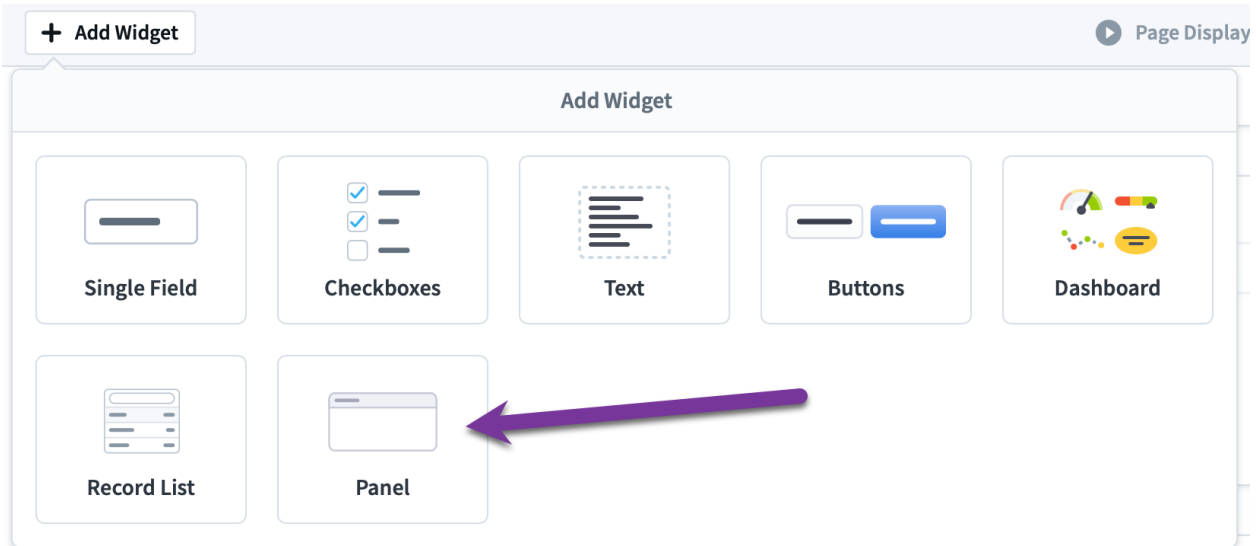 Add Widget
Page Display
Add Widget
Single Field
Checkboxes
Text
Buttons
Dashboard
Record List
Panel